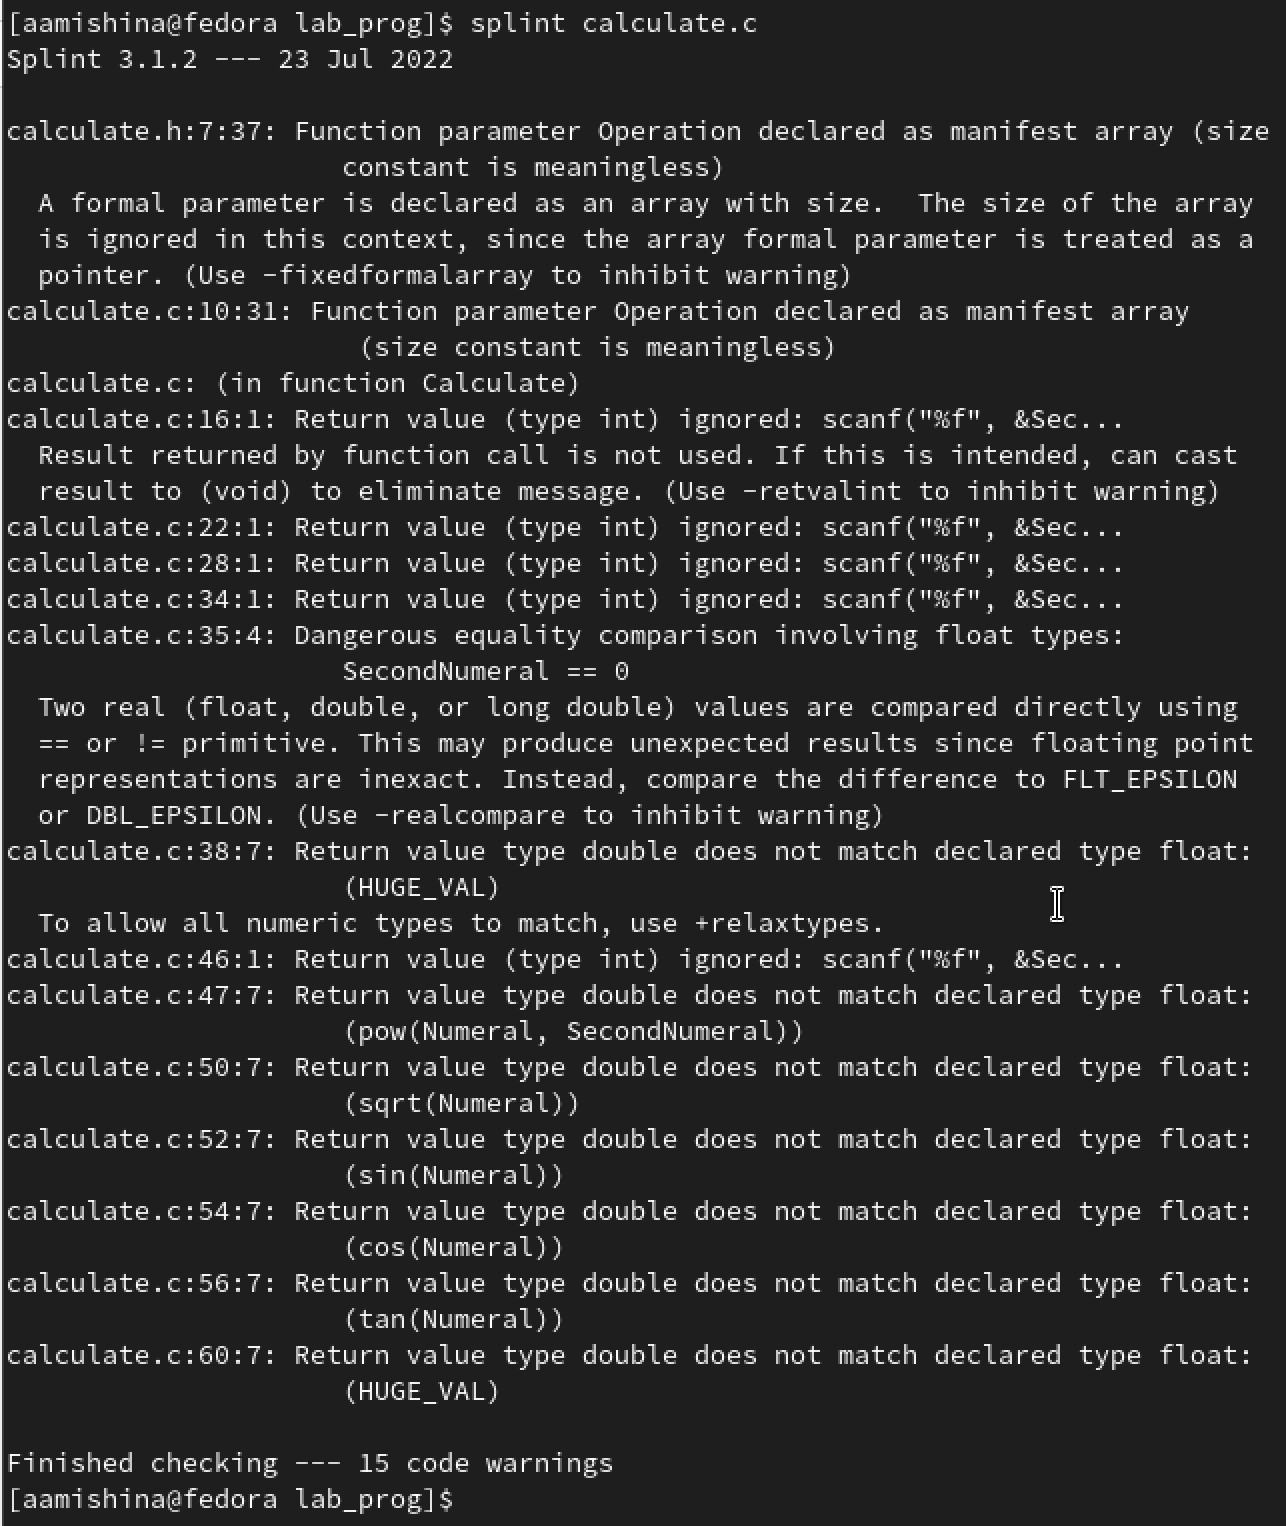 [aamishina@fedora lab_prog]$ splint calculate.c
Splint 3.1.2 --- 23 Jul 2022

calculate.h:7:37: Function parameter Operation declared as manifest array (size
                     constant is meaningless)
  A formal parameter is declared as an array with size.  The size of the array
  is ignored in this context, since the array formal parameter is treated as a
  pointer. (Use -fixedformalarray to inhibit warning)
calculate.c:10:31: Function parameter Operation declared as manifest array
                      (size constant is meaningless)
calculate.c: (in function Calculate)
calculate.c:16:1: Return value (type int) ignored: scanf("%f", &Sec...
  Result returned by function call is not used. If this is intended, can cast
  result to (void) to eliminate message. (Use -retvalint to inhibit warning)
calculate.c:22:1: Return value (type int) ignored: scanf("%f", &Sec...
calculate.c:28:1: Return value (type int) ignored: scanf("%f", &Sec...
calculate.c:34:1: Return value (type int) ignored: scanf("%f", &Sec...
calculate.c:35:4: Dangerous equality comparison involving float types:
                     SecondNumeral == 0
  Two real (float, double, or long double) values are compared directly using
  == or != primitive. This may produce unexpected results since floating point
  representations are inexact. Instead, compare the difference to FLT_EPSILON
  or DBL_EPSILON. (Use -realcompare to inhibit warning)
calculate.c:38:7: Return value type double does not match declared type float:
                     (HUGE_VAL)
  To allow all numeric types to match, use +relaxtypes.
calculate.c:46:1: Return value (type int) ignored: scanf("%f", &Sec...
calculate.c:47:7: Return value type double does not match declared type float:
                     (pow(Numeral, SecondNumeral))
calculate.c:50:7: Return value type double does not match declared type float:
                     (sqrt(Numeral))
calculate.c:52:7: Return value type double does not match declared type float:
                     (sin(Numeral))
calculate.c:54:7: Return value type double does not match declared type float:
                     (cos(Numeral))
calculate.c:56:7: Return value type double does not match declared type float:
                     (tan(Numeral))
calculate.c:60:7: Return value type double does not match declared type float:
                     (HUGE_VAL)

Finished checking --- 15 code warnings
[aamishina@fedora lab_prog]$